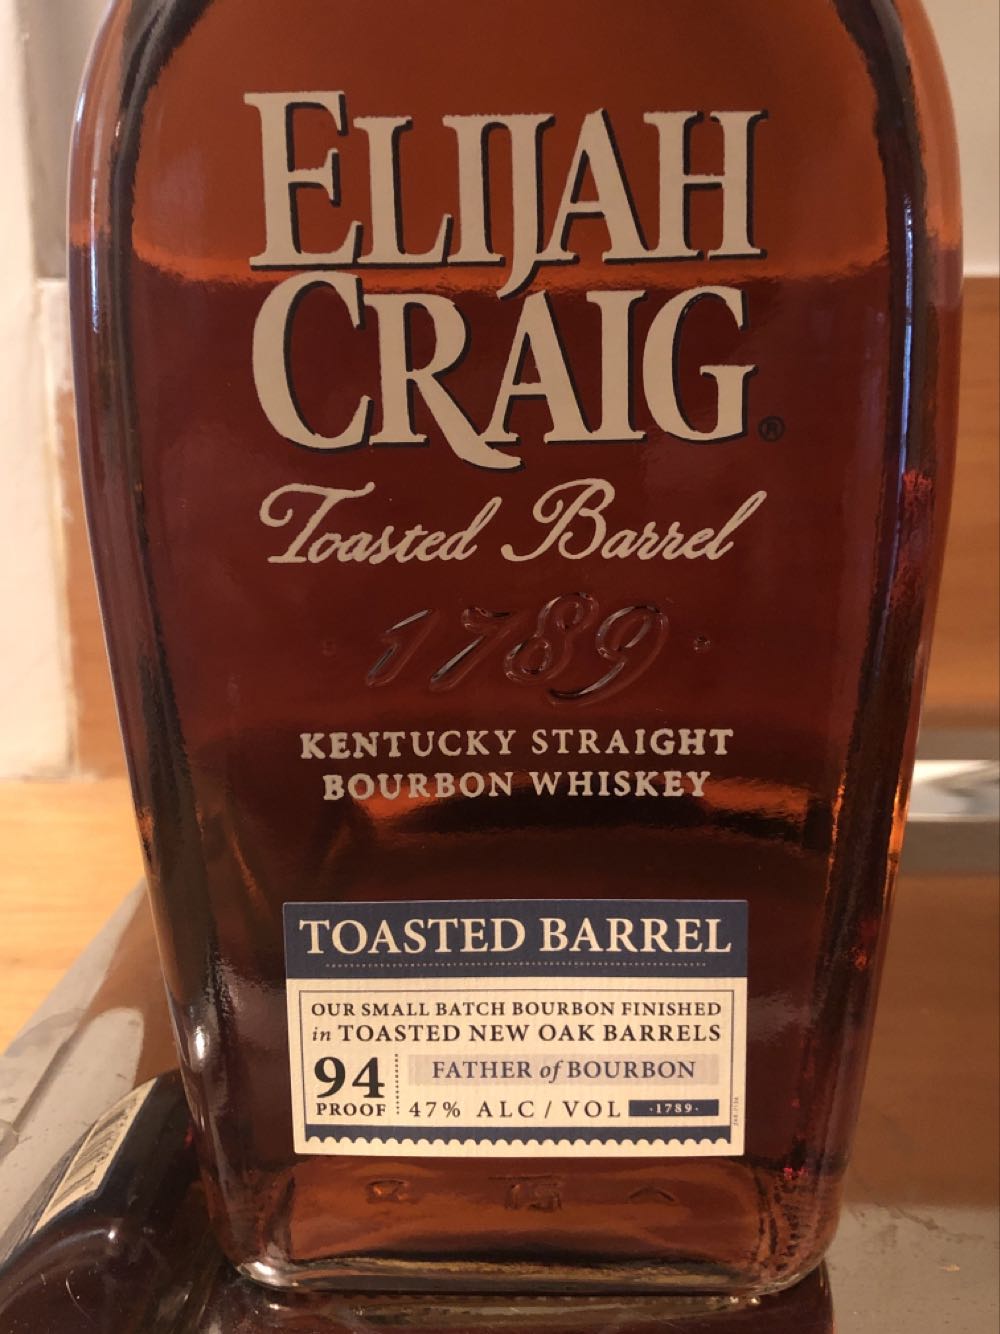 ELIJAH
CRAIG®
Toasted Barrel
1789
KENTUCKY STRAIGHT
BOURBON WHISKEY
TOASTED BARREL
OUR SMALL BATCH BOURBON FINISHED
in TOASTED NEW OAK BARRELS
94
PROOF
FATHER of BOURBON
47% ALC / VOL
·1789·